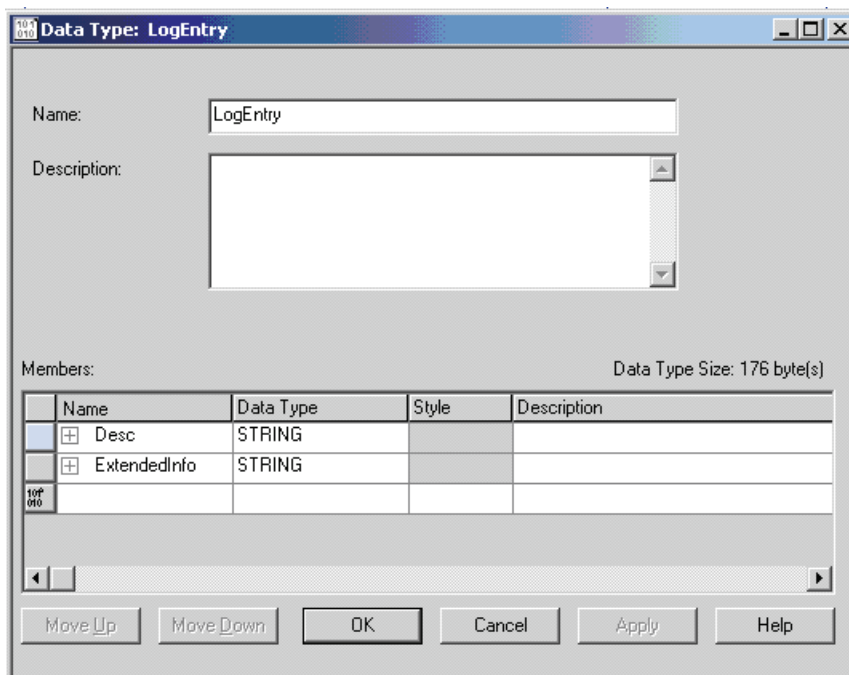 Data Type: LogEntry
Name: LogEntry
Description:
Members: Data Type Size: 176 byte(s)
Name Data Type Style Description
Desc STRING
ExtendedInfo STRING
Move Up Move Down OK Cancel Apply Help